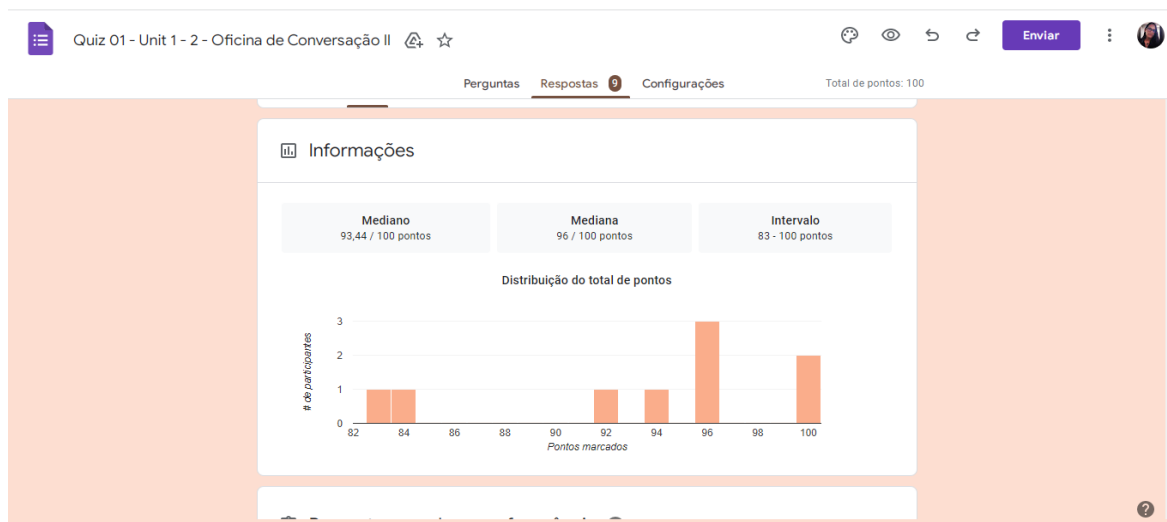 Quiz 01 - Unit 1 - 2 - Oficina de Conversação II
Enviar
Perguntas Respostas 9 Configurações
Total de pontos: 100
Informações
Mediano
93,44 / 100 pontos
Mediana
96 / 100 pontos
Intervalo
83 - 100 pontos
Distribuição do total de pontos
# de participantes
3
2
1
0
82 84 86 88 90 92 94 96 98 100
Pontos marcados